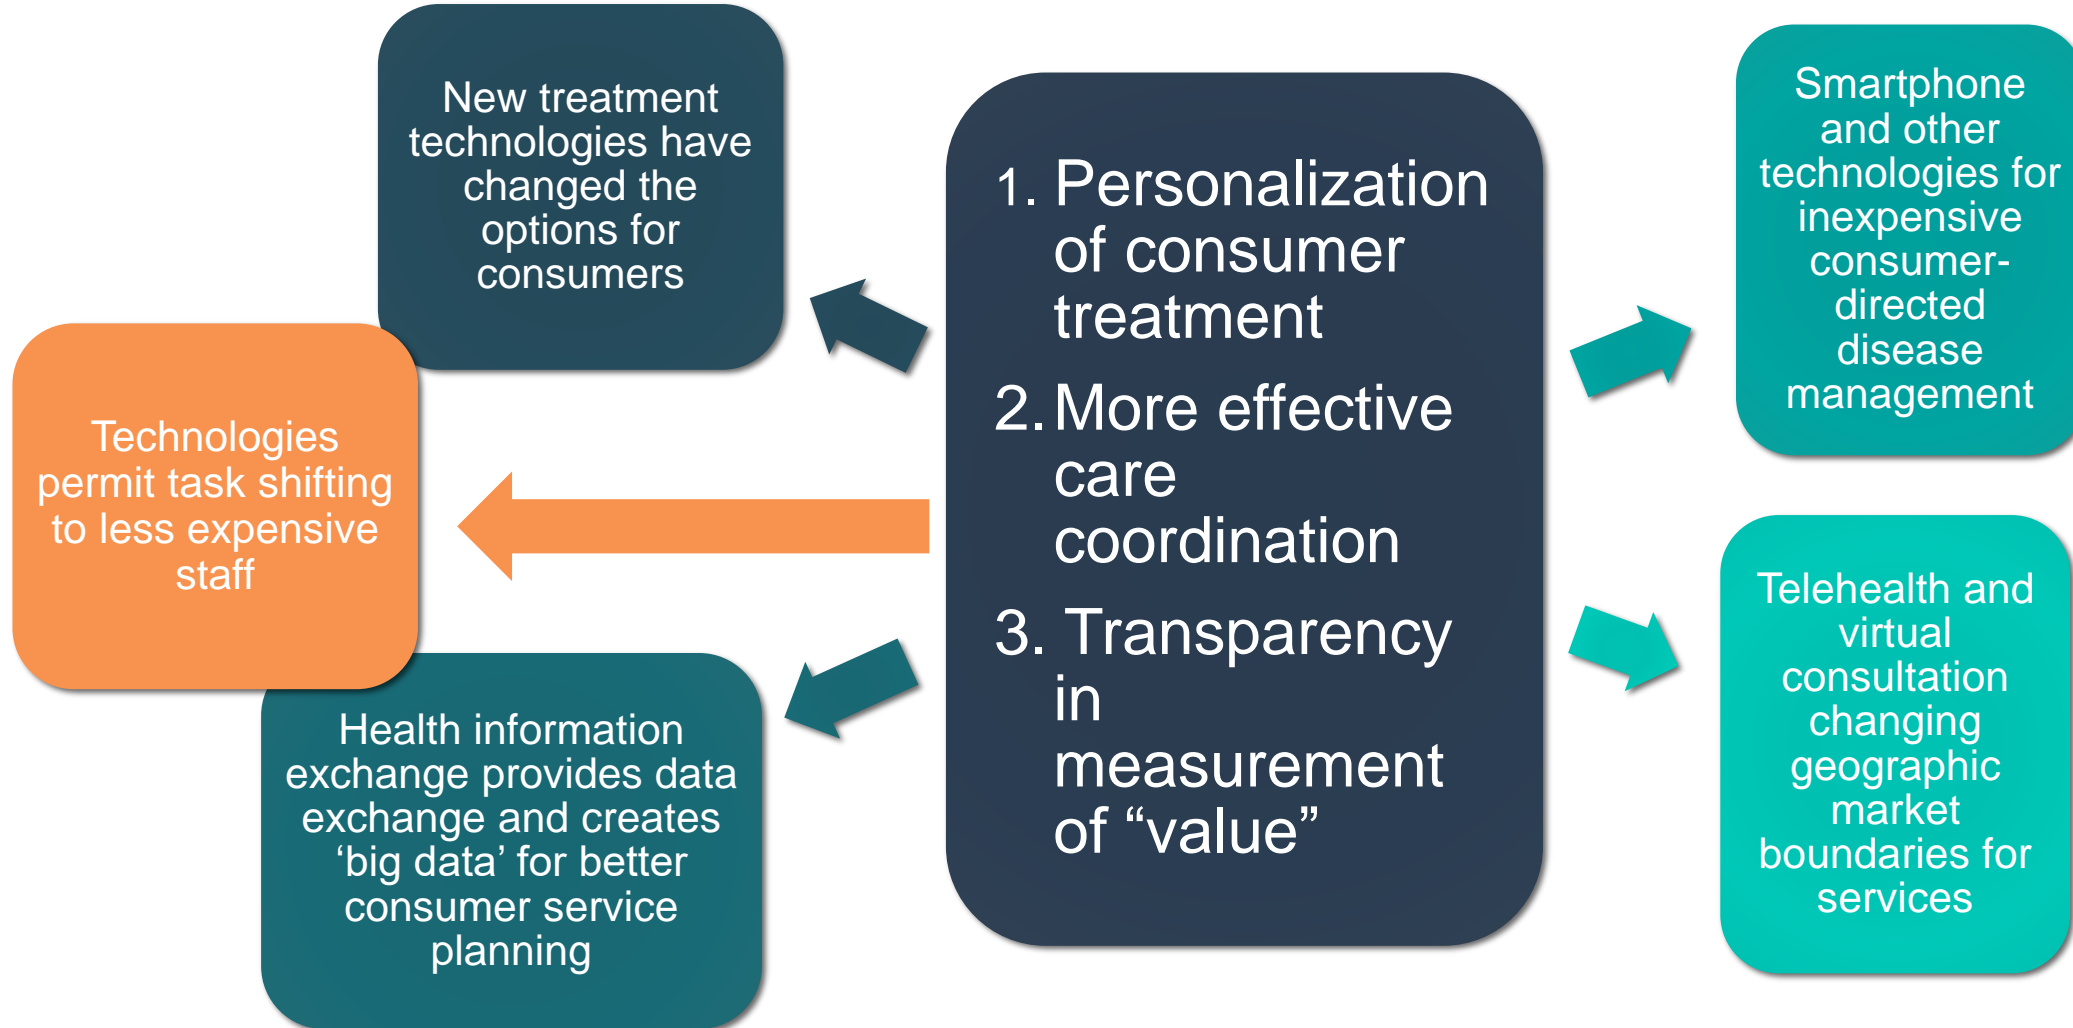 New treatment
technologies have
changed the
options for
consumers
Technologies
permit task shifting
to less expensive
staff
Health information
exchange provides data
exchange and creates
‘big data’ for better
consumer service
planning
1. Personalization
of consumer
treatment
2. More effective
care
coordination
3. Transparency
in
measurement
of “value”
Smartphone
and other
technologies for
inexpensive
consumer-
directed
disease
management
Telehealth and
virtual
consultation
changing
geographic
market
boundaries for
services